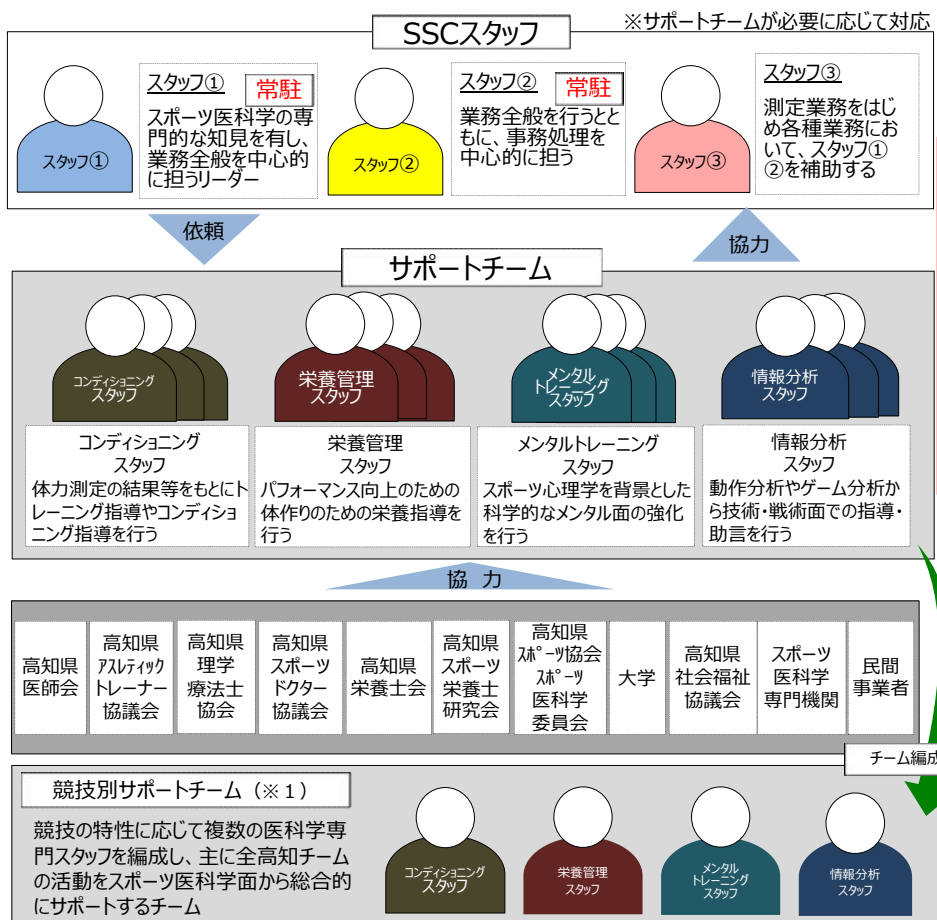 SSCスタッフ
※サポートチームが必要に応じて対応
スタッフ①
スタッフ①
常駐
スポーツ医科学の専
門的な知見を有し、
業務全般を中心的
に担うリーダー
スタッフ②
スタッフ②
常駐
業務全般を行うとと
もに、事務処理を
中心的に担う
スタッフ③
スタッフ③
測定業務をはじ
め各種業務にお
いて、スタッフ①
②を補助する
依頼
協力
サポートチーム
コンディショニング
スタッフ
栄養管理
スタッフ
メンタル
トレーニング
スタッフ
情報分析
スタッフ
コンディショニング
スタッフ
体力測定の結果等をもとにト
レーニング指導やコンディショ
ニング指導を行う
栄養管理
スタッフ
パフォーマンス向上のための
体作りのための栄養指導を
行う
メンタルトレーニング
スタッフ
スポーツ心理学を背景とした
科学的なメンタル面の強化
を行う
情報分析
スタッフ
動作分析やゲーム分析か
ら技術・戦術面での指導・
助言を行う
協 力
高知県
医師会
高知県
ｱｽﾚﾃｨｯｸ
トレーナー
協議会
高知県
理学
療法士
協会
高知県
スポーツ
ドクター
協議会
高知県
栄養士会
高知県
スポーツ
栄養士
研究会
高知県
ｽﾎﾟｰﾂ協会
ｽﾎﾟｰﾂ
医科学
委員会
大学
高知県
社会福祉
協議会
スポーツ
医科学
専門機関
民間
事業者
チーム編成
競技別サポートチーム（※１）
競技の特性に応じて複数の医科学専
門スタッフを編成し、主に全高知チーム
の活動をスポーツ医科学面から総合的
にサポートするチーム
コンディショニング
スタッフ
栄養管理
スタッフ
メンタル
トレーニング
スタッフ
情報分析
スタッフ